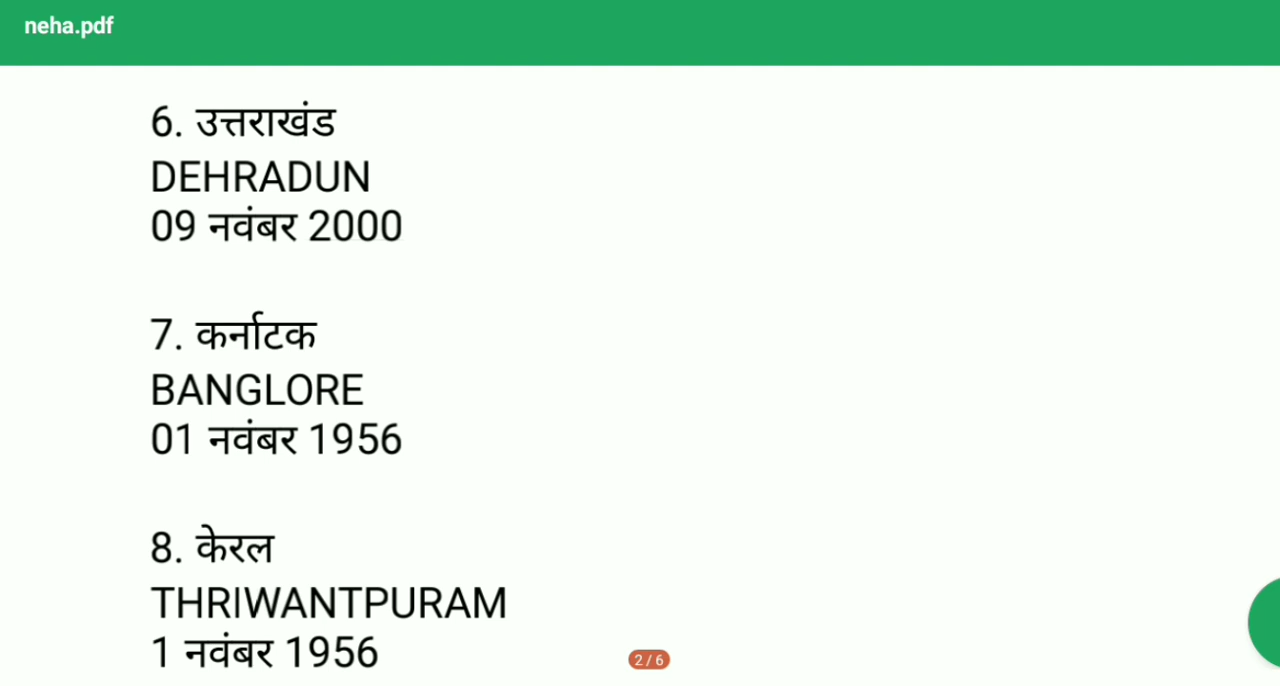 neha.pdf
6. उत्तराखंड
DEHRADUN
09 नवंबर 2000
7. कर्नाटक
BANGLORE
01 नवंबर 1956
8. केरल
THRIWANTPURAM
1 नवंबर 1956
2 / 6